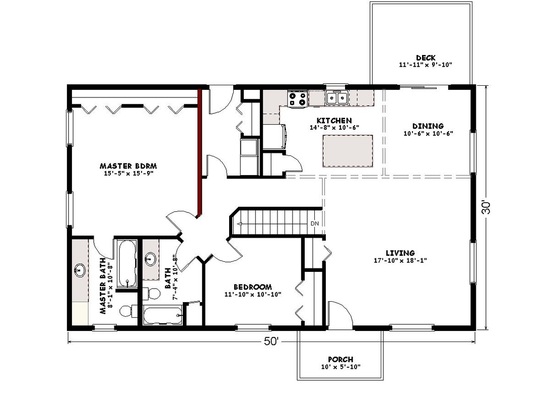 DECK
11'-11" x 9'-10"
KITCHEN
14'-8" x 10'-6"
DINING
10'-6" x 10'-6"
MASTER BDRM
15'-5" x 15'-9"
DN
30'
LIVING
17'-10" x 18'-1"
MASTER BATH
8'-1" x 10'-8"
BATH
7'-4" x 10'-8"
BEDROOM
11'-10" x 10'-10"
50'
PORCH
10' x 5'-10"